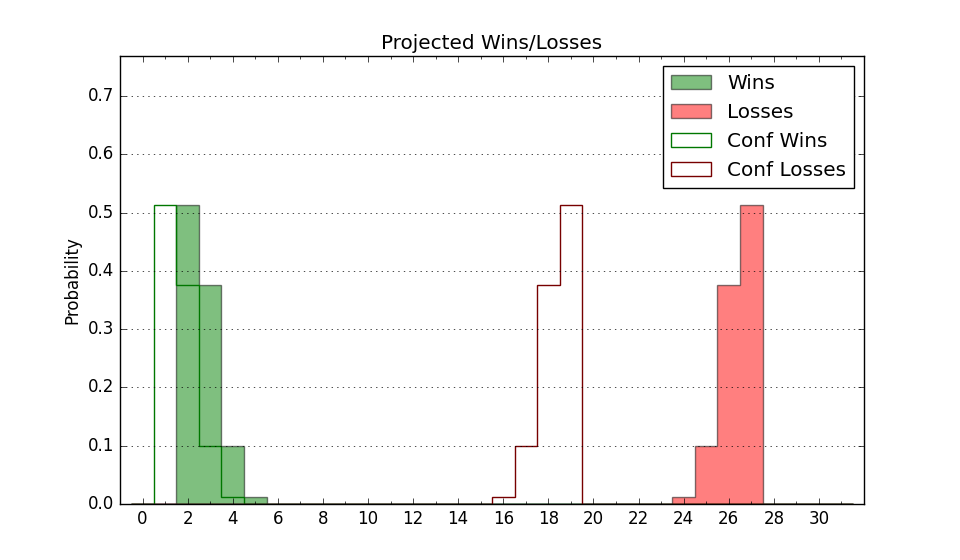 Projected Wins/Losses
Wins
Losses
Conf Wins
Conf Losses
Probability
0.7
0.6
0.5
0.4
0.3
0.2
0.1
0.0
0 2 4 6 8 10 12 14 16 18 20 22 24 26 28 30